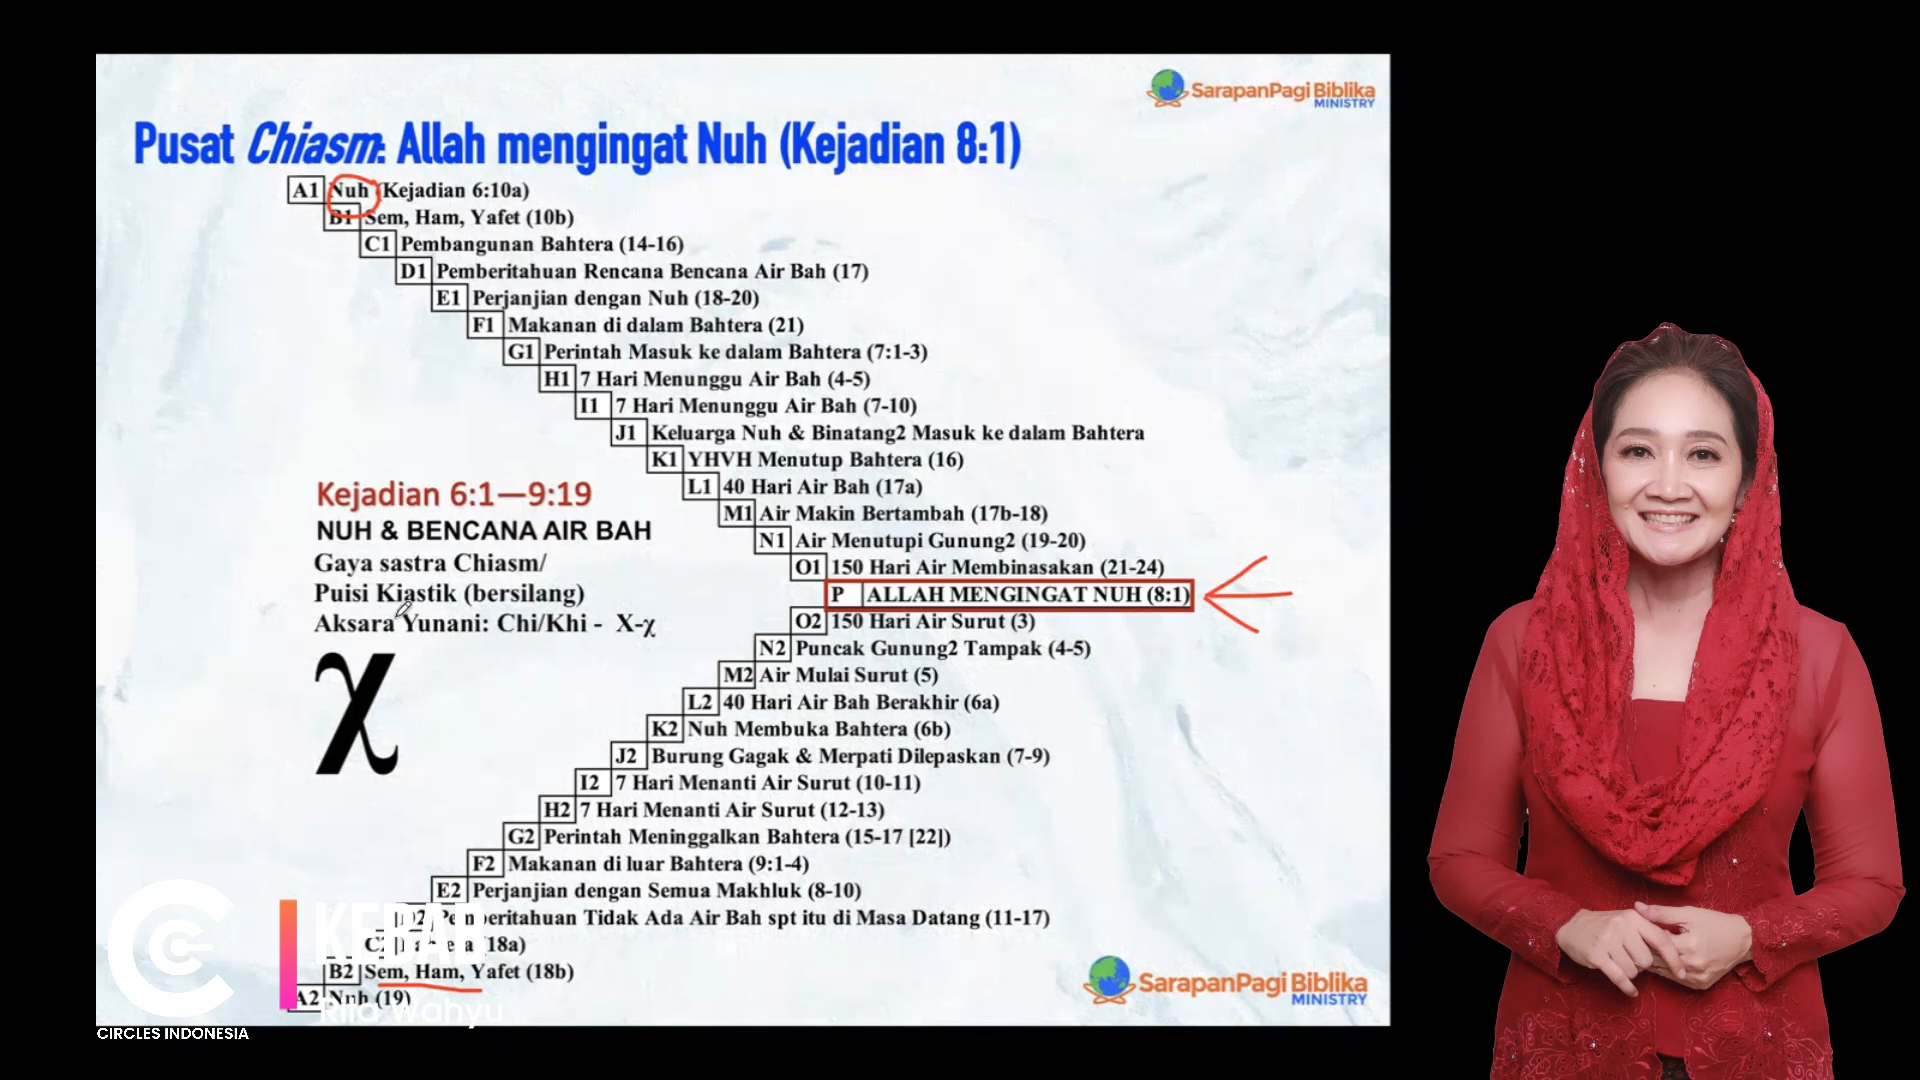 SarapanPagi Biblika
MINISTRY
Pusat Chiasm: Allah mengingat Nuh (Kejadian 8:1)
A1 Nuh (Kejadian 6:10a)
B1 Sem, Ham, Yafet (10b)
C1 Pembangunan Bahtera (14-16)
D1 Pemberitahuan Rencana Bencana Air Bah (17)
E1 Perjanjian dengan Nuh (18-20)
F1 Makanan di dalam Bahtera (21)
G1 Perintah Masuk ke dalam Bahtera (7:1-3)
H1 7 Hari Menunggu Air Bah (4-5)
I1 7 Hari Menunggu Air Bah (7-10)
J1 Keluarga Nuh & Binatang2 Masuk ke dalam Bahtera
K1 YHVH Menutup Bahtera (16)
L1 40 Hari Air Bah (17a)
M1 Air Makin Bertambah (17b-18)
N1 Air Menutupi Gunung2 (19-20)
O1 150 Hari Air Membinasakan (21-24)
P ALLAH MENGINGAT NUH (8:1)
O2 150 Hari Air Surut (3)
N2 Puncak Gunung2 Tampak (4-5)
M2 Air Mulai Surut (5)
L2 40 Hari Air Bah Berakhir (6a)
K2 Nuh Membuka Bahtera (6b)
J2 Burung Gagak & Merpati Dilepaskan (7-9)
I2 7 Hari Menanti Air Surut (10-11)
H2 7 Hari Menanti Air Surut (12-13)
G2 Perintah Meninggalkan Bahtera (15-17 [22])
F2 Makanan di luar Bahtera (9:1-4)
E2 Perjanjian dengan Semua Makhluk (8-10)
Pemberitahuan Tidak Ada Air Bah spt itu di Masa Datang (11-17)
(18a)
B2 Sem, Ham, Yafet (18b)
A2 Nuh (19)
Kejadian 6:1—9:19
NUH & BENCANA AIR BAH
Gaya sastra Chiasm/
Puisi Kiastik (bersilang)
Aksara Yunani: Chi/Khi - X-χ
χ
KEBAB
Rita Wahyu
CIRCLES INDONESIA
SarapanPagi Biblika
MINISTRY